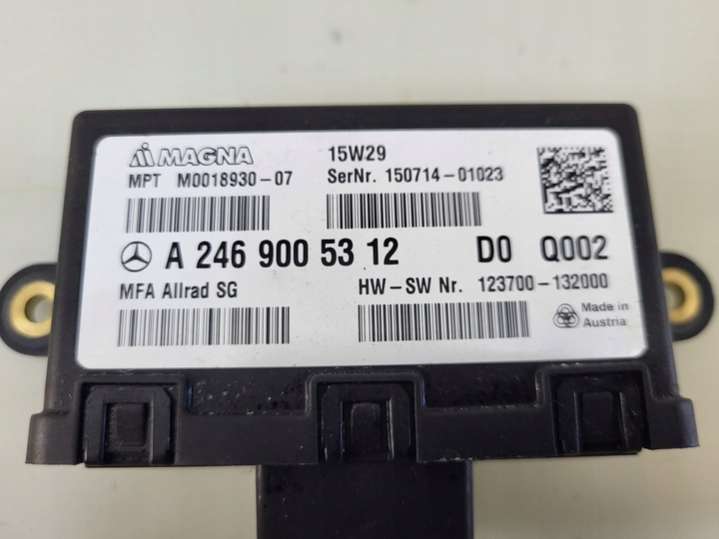 MAGNA
15W29
MPT M0018930-07
SerNr. 150714-01023
A 246 900 53 12 D0 Q002
MFA Allrad SG
HW-SW Nr. 123700-132000
Made in
Austria